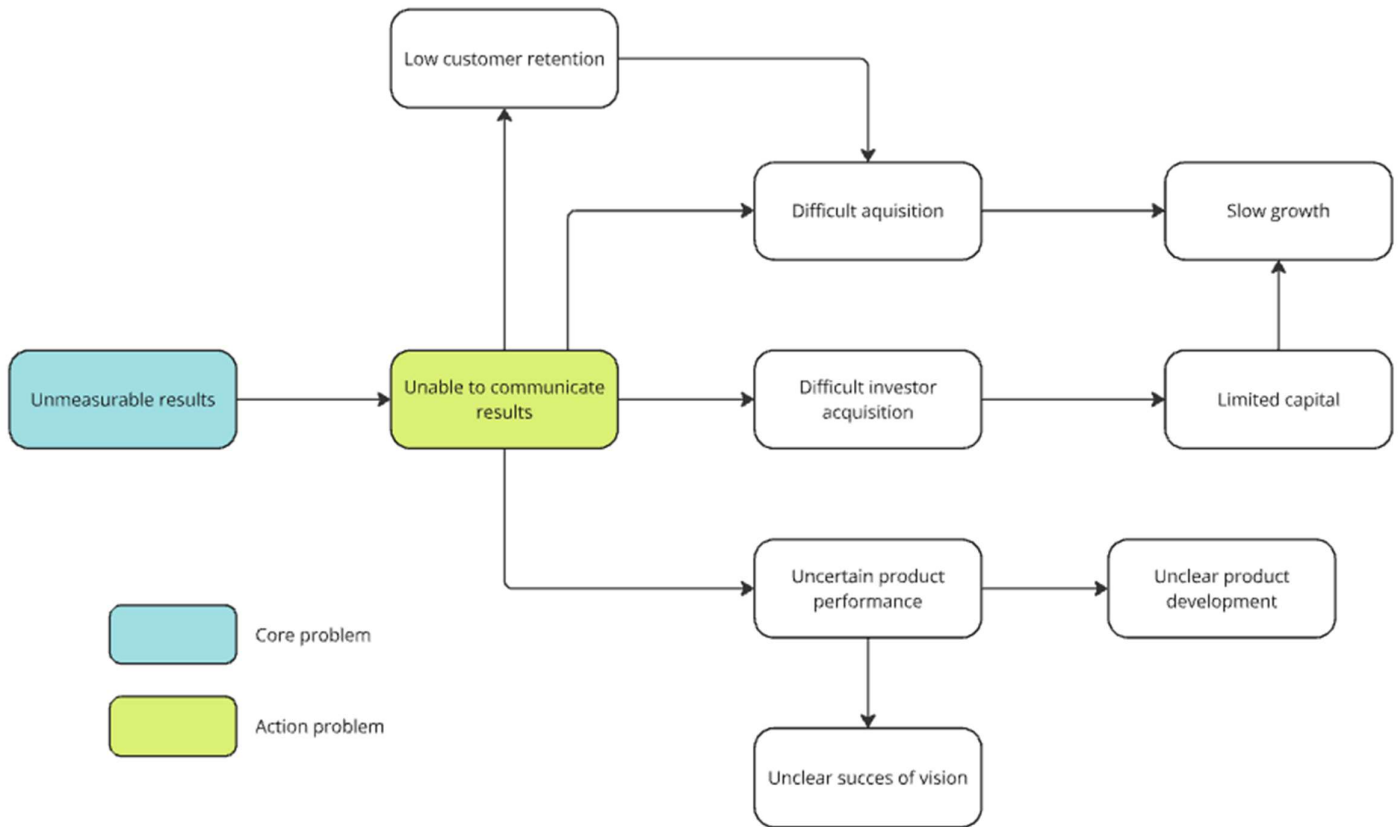 Low customer retention
Difficult aquisition
Slow growth
Unmeasurable results
Unable to communicate
results
Difficult investor
acquisition
Limited capital
Uncertain product
performance
Unclear product
development
Core problem
Action problem
Unclear succes of vision